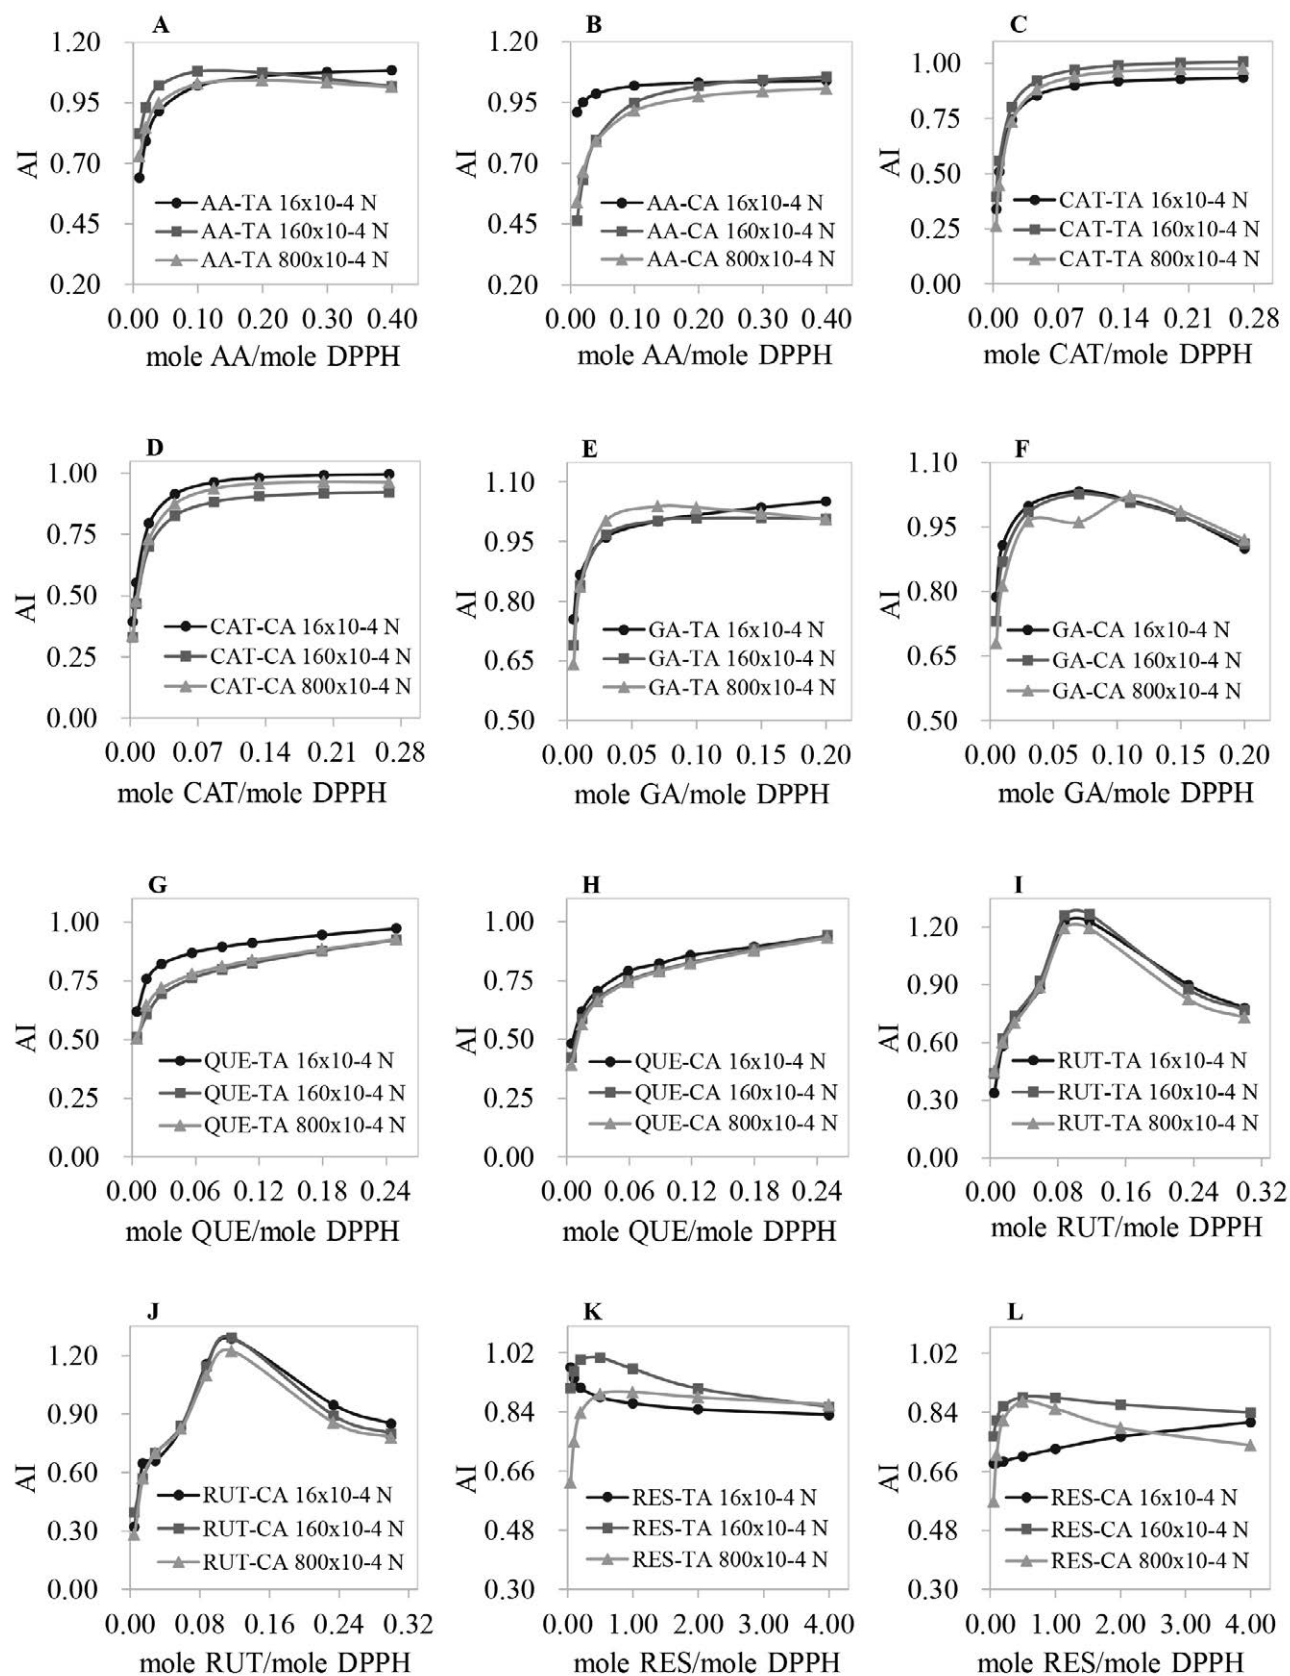 A
1.20
0.95
0.70
0.45
0.20
AI
AA-TA 16x10-4 N
AA-TA 160x10-4 N
AA-TA 800x10-4 N
0.00 0.10 0.20 0.30 0.40
mole AA/mole DPPH
B
1.20
0.95
0.70
0.45
0.20
AI
AA-CA 16x10-4 N
AA-CA 160x10-4 N
AA-CA 800x10-4 N
0.00 0.10 0.20 0.30 0.40
mole AA/mole DPPH
C
1.00
0.75
0.50
0.25
0.00
AI
CAT-TA 16x10-4 N
CAT-TA 160x10-4 N
CAT-TA 800x10-4 N
0.00 0.07 0.14 0.21 0.28
mole CAT/mole DPPH
D
1.00
0.75
0.50
0.25
0.00
AI
CAT-CA 16x10-4 N
CAT-CA 160x10-4 N
CAT-CA 800x10-4 N
0.00 0.07 0.14 0.21 0.28
mole CAT/mole DPPH
E
1.10
0.95
0.80
0.65
0.50
AI
GA-TA 16x10-4 N
GA-TA 160x10-4 N
GA-TA 800x10-4 N
0.00 0.05 0.10 0.15 0.20
mole GA/mole DPPH
F
1.10
0.95
0.80
0.65
0.50
AI
GA-CA 16x10-4 N
GA-CA 160x10-4 N
GA-CA 800x10-4 N
0.00 0.05 0.10 0.15 0.20
mole GA/mole DPPH
G
1.00
0.75
0.50
0.25
0.00
AI
QUE-TA 16x10-4 N
QUE-TA 160x10-4 N
QUE-TA 800x10-4 N
0.00 0.06 0.12 0.18 0.24
mole QUE/mole DPPH
H
1.00
0.75
0.50
0.25
0.00
AI
QUE-CA 16x10-4 N
QUE-CA 160x10-4 N
QUE-CA 800x10-4 N
0.00 0.06 0.12 0.18 0.24
mole QUE/mole DPPH
I
1.20
0.90
0.60
0.30
0.00
AI
RUT-TA 16x10-4 N
RUT-TA 160x10-4 N
RUT-TA 800x10-4 N
0.00 0.08 0.16 0.24 0.32
mole RUT/mole DPPH
J
1.20
0.90
0.60
0.30
0.00
AI
RUT-CA 16x10-4 N
RUT-CA 160x10-4 N
RUT-CA 800x10-4 N
0.00 0.08 0.16 0.24 0.32
mole RUT/mole DPPH
K
1.02
0.84
0.66
0.48
0.30
AI
RES-TA 16x10-4 N
RES-TA 160x10-4 N
RES-TA 800x10-4 N
0.00 1.00 2.00 3.00 4.00
mole RES/mole DPPH
L
1.02
0.84
0.66
0.48
0.30
AI
RES-CA 16x10-4 N
RES-CA 160x10-4 N
RES-CA 800x10-4 N
0.00 1.00 2.00 3.00 4.00
mole RES/mole DPPH